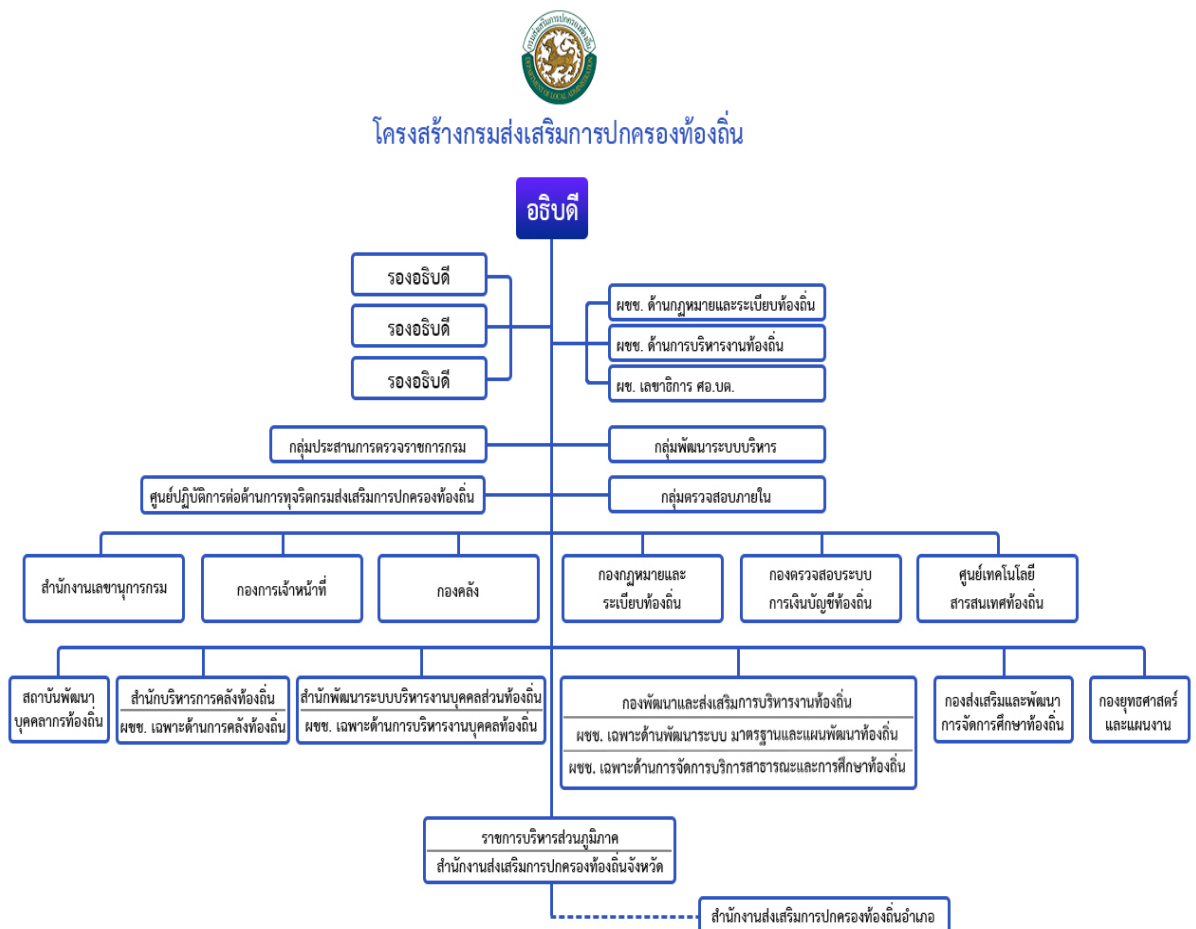 กรมส่งเสริมการปกครองท้องถิ่น
DEPARTMENT OF LOCAL ADMINISTRATION
โครงสร้างกรมส่งเสริมการปกครองท้องถิ่น
อธิบดี
รองอธิบดี
รองอธิบดี
รองอธิบดี
ผชช. ด้านกฎหมายและระเบียบท้องถิ่น
ผชช. ด้านการบริหารงานท้องถิ่น
ผช. เลขาธิการ ศอ.บต.
กลุ่มประสานการตรวจราชการกรม
กลุ่มพัฒนาระบบบริหาร
ศูนย์ปฏิบัติการต่อต้านการทุจริตกรมส่งเสริมการปกครองท้องถิ่น
กลุ่มตรวจสอบภายใน
สำนักงานเลขานุการกรม
กองการเจ้าหน้าที่
กองคลัง
กองกฎหมายและ
ระเบียบท้องถิ่น
กองตรวจสอบระบบ
การเงินบัญชีท้องถิ่น
ศูนย์เทคโนโลยี
สารสนเทศท้องถิ่น
สถาบันพัฒนา
บุคคลากรท้องถิ่น
สำนักบริหารการคลังท้องถิ่น
ผชช. เฉพาะด้านการคลังท้องถิ่น
สำนักพัฒนาระบบบริหารงานบุคคลส่วนท้องถิ่น
ผชช. เฉพาะด้านการบริหารงานบุคคลท้องถิ่น
กองพัฒนาและส่งเสริมการบริหารงานท้องถิ่น
ผชช. เฉพาะด้านพัฒนาระบบ มาตรฐานและแผนพัฒนาท้องถิ่น
ผชช. เฉพาะด้านการจัดการบริการสาธารณะและการศึกษาท้องถิ่น
กองส่งเสริมและพัฒนา
การจัดการศึกษาท้องถิ่น
กองยุทธศาสตร์
และแผนงาน
ราชการบริหารส่วนภูมิภาค
สำนักงานส่งเสริมการปกครองท้องถิ่นจังหวัด
สำนักงานส่งเสริมการปกครองท้องถิ่นอำเภอ